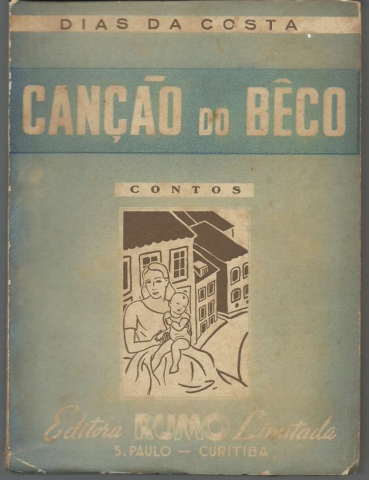 DIAS DA COSTA
CANÇÃO DO BÊCO
CONTOS
Editora RUMO Limitada
S. PAULO — CURITIBA